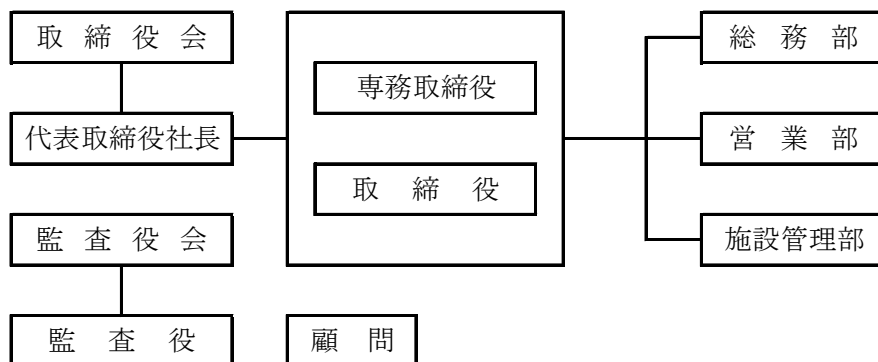 取締役会
総務部
専務取締役
代表取締役社長
営業部
取締役
監査役会
施設管理部
監査役
顧問